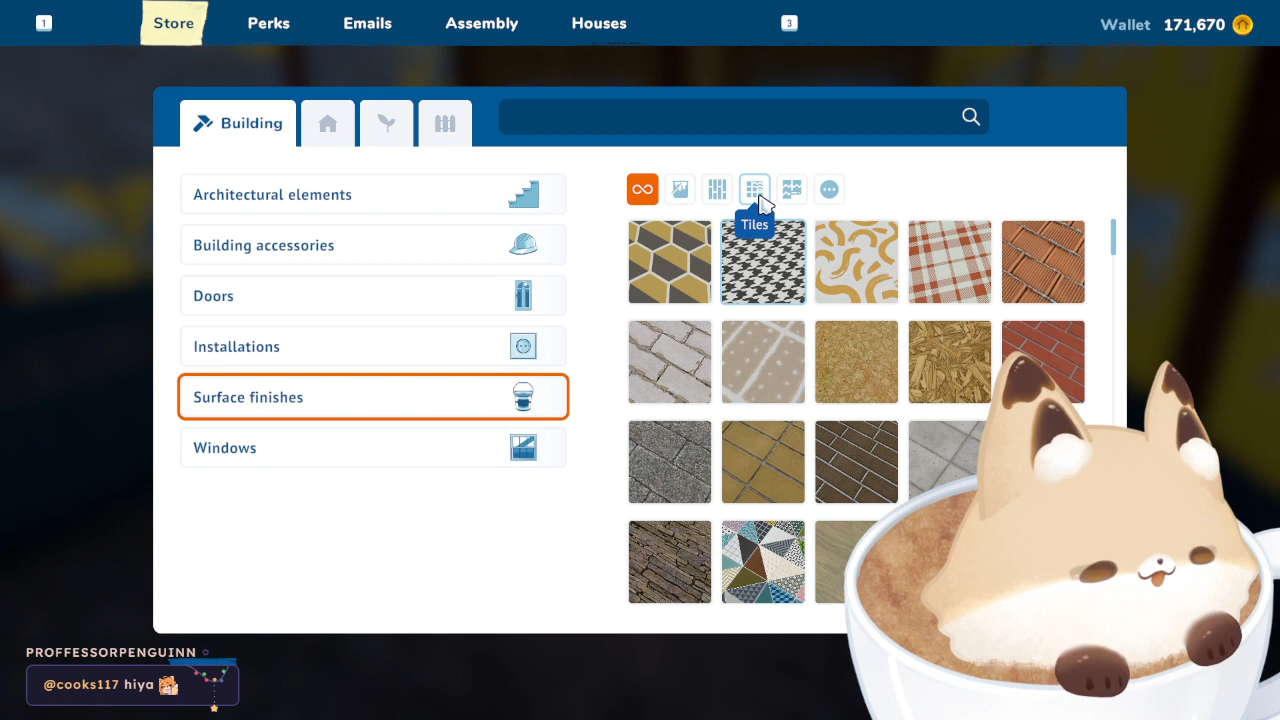 1
Store
Perks
Emails
Assembly
Houses
3
Wallet 171,670
Building
Architectural elements
Building accessories
Doors
Installations
Surface finishes
Windows
Tiles
PROFFESSORPENGUINN
@cooks117 hiya